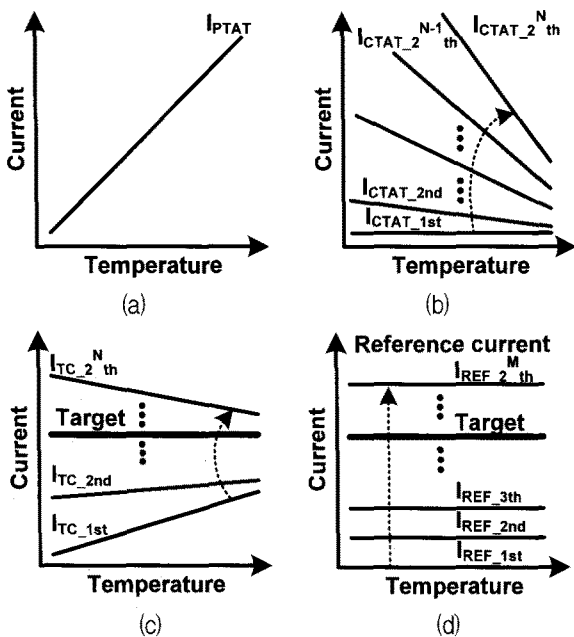 I_PTAT
Current
Temperature
(a)
I_CTAT_2^N-1_th I_CTAT_2^N_th
I_CTAT_2nd
I_CTAT_1st
Current
Temperature
(b)
I_TC_2^N_th
Target
I_TC_2nd
I_TC_1st
Current
Temperature
(c)
Reference current
I_REF_2^M_th
Target
I_REF_3th
I_REF_2nd
I_REF_1st
Current
Temperature
(d)